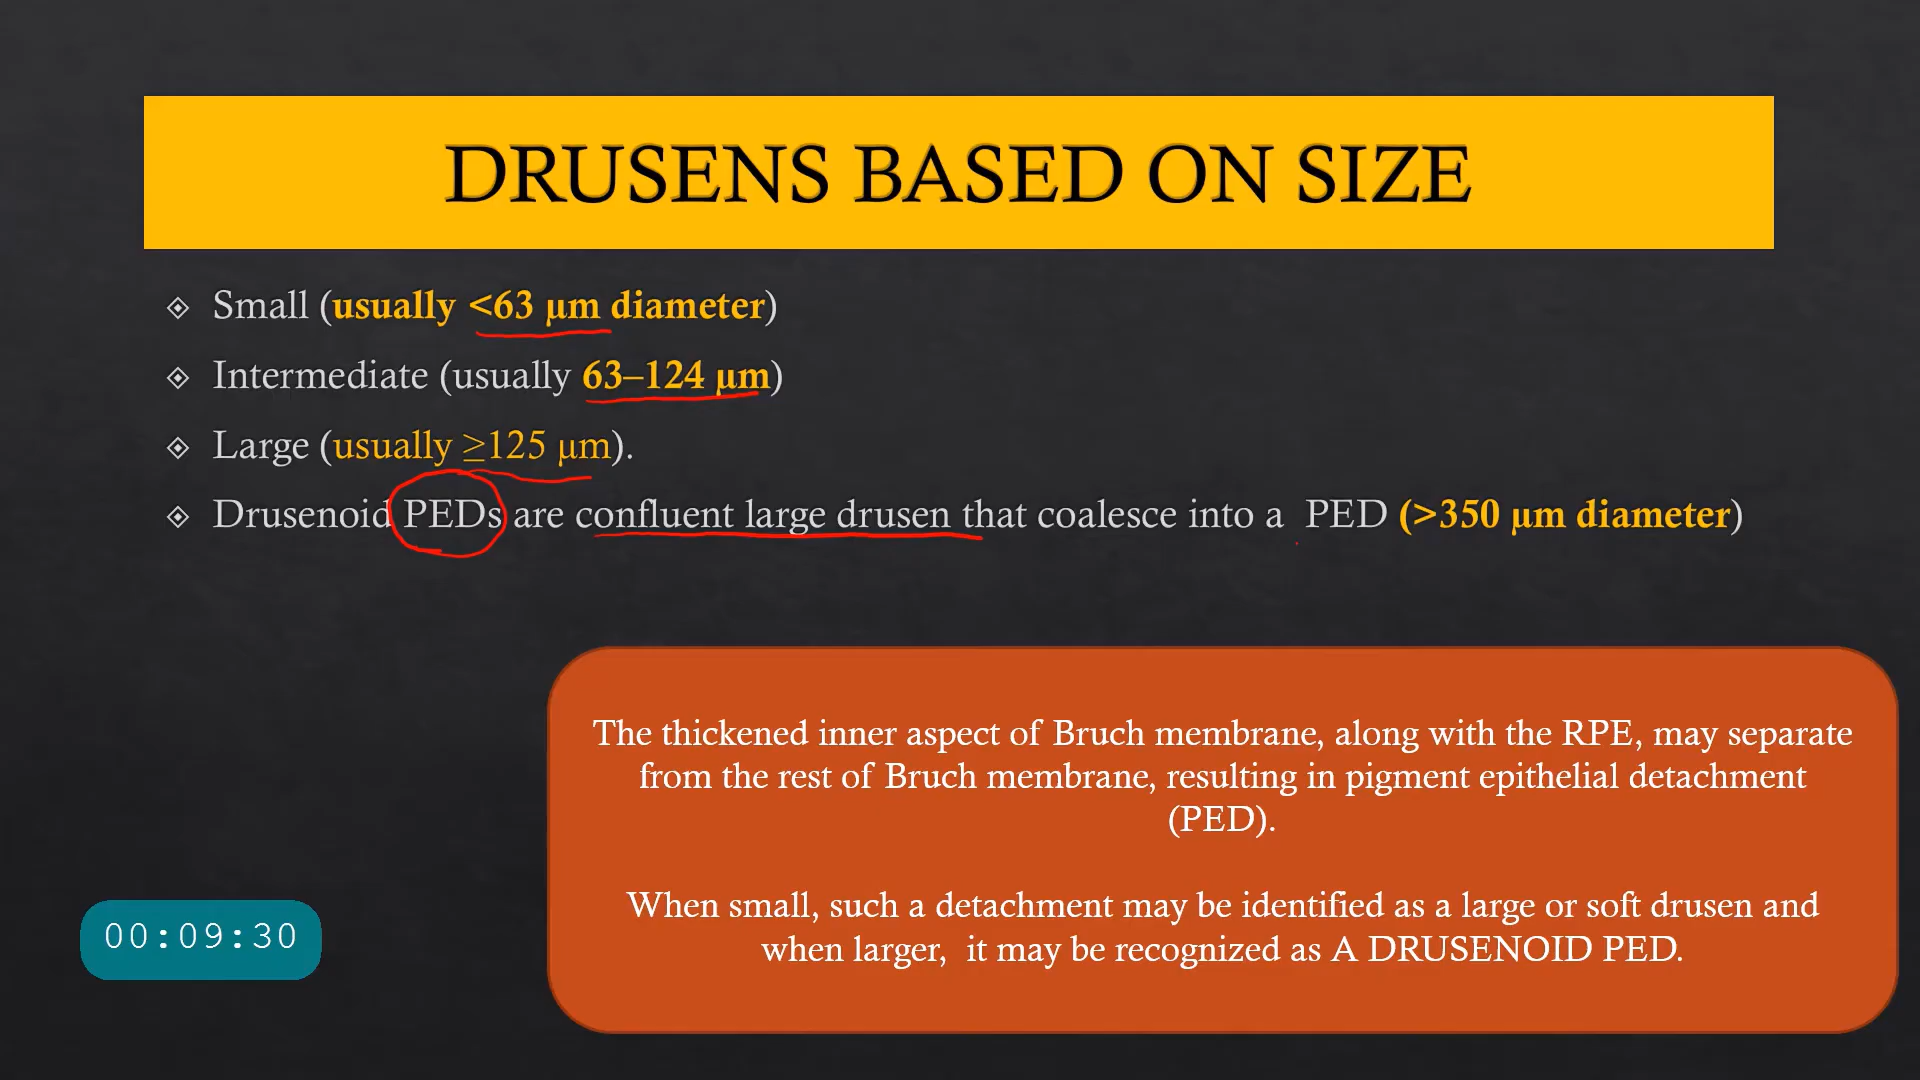 DRUSENS BASED ON SIZE
Small (usually <63 µm diameter)
Intermediate (usually 63–124 µm)
Large (usually ≥125 µm).
Drusenoid PEDs are confluent large drusen that coalesce into a  PED (>350 µm diameter)
The thickened inner aspect of Bruch membrane, along with the RPE, may separate
from the rest of Bruch membrane, resulting in pigment epithelial detachment
(PED).
When small, such a detachment may be identified as a large or soft drusen and
when larger,  it may be recognized as A DRUSENOID PED.
00:09:30